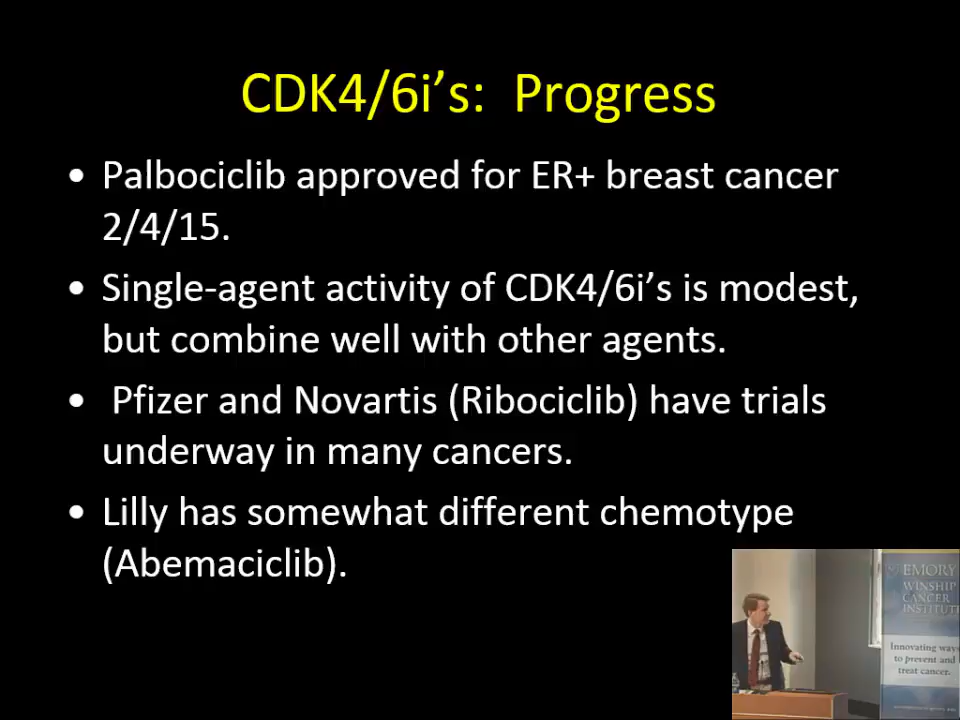 CDK4/6i's:  Progress
• Palbociclib approved for ER+ breast cancer
2/4/15.
• Single-agent activity of CDK4/6i's is modest,
but combine well with other agents.
• Pfizer and Novartis (Ribociclib) have trials
underway in many cancers.
• Lilly has somewhat different chemotype
(Abemaciclib).
EMORY
WINSHIP
CANCER
INSTITUTE
Innovating ways
to prevent and
treat cancer.